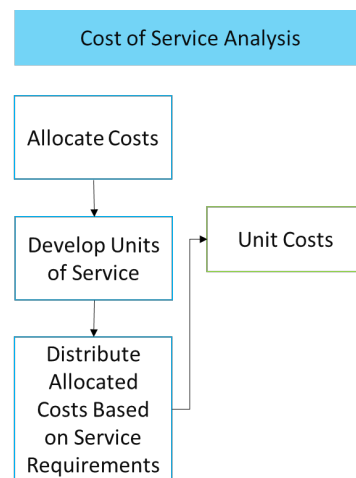 Cost of Service Analysis
Allocate Costs
Develop Units
of Service
Unit Costs
Distribute
Allocated
Costs Based
on Service
Requirements